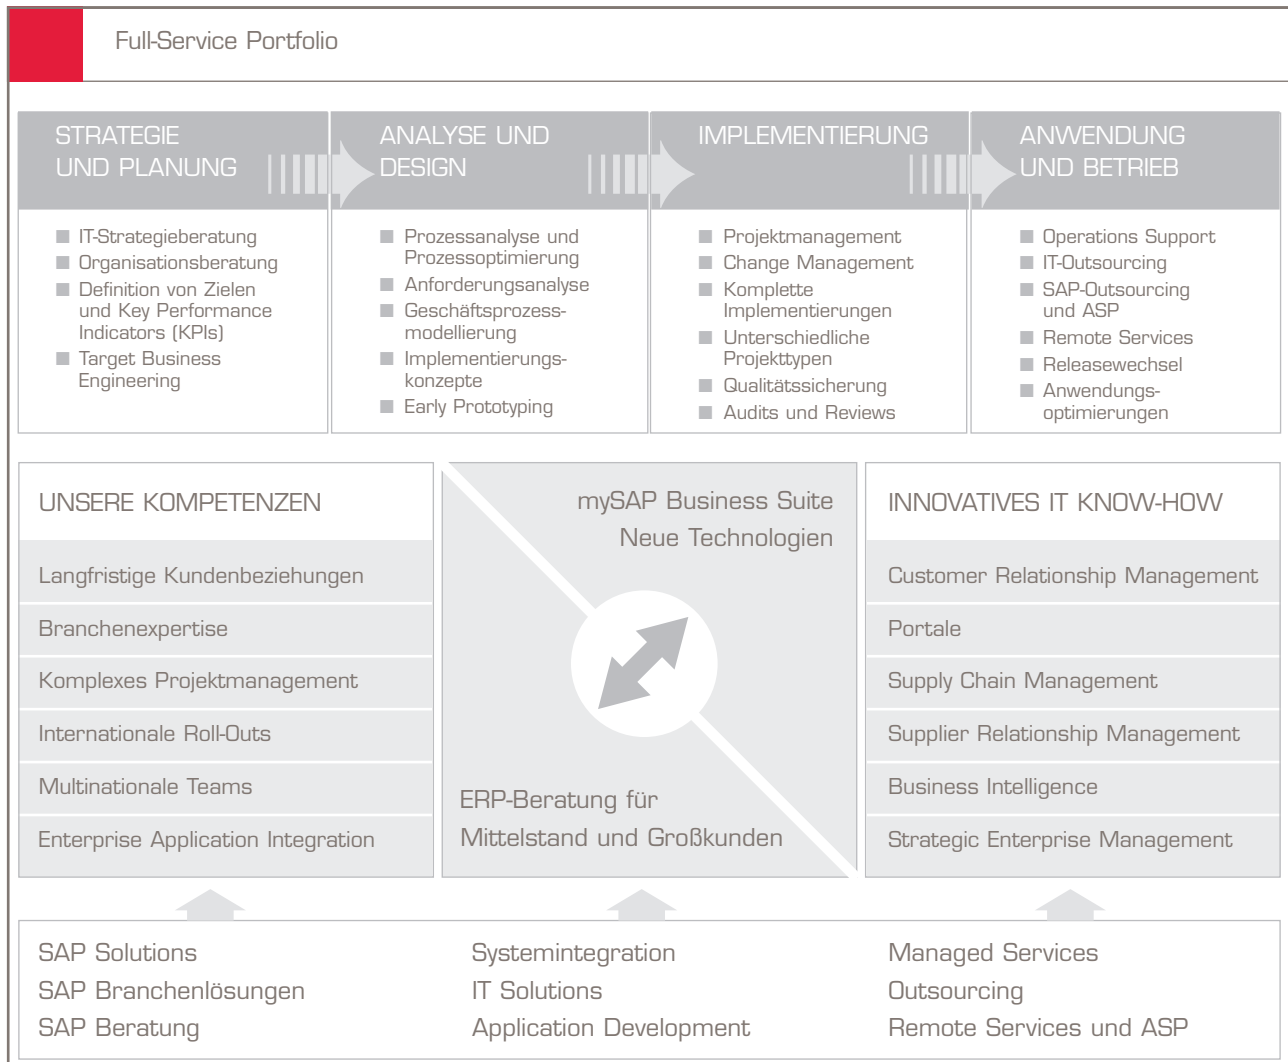 Full-Service Portfolio
STRATEGIE
UND PLANUNG
IT-Strategieberatung
Organisationsberatung
Definition von Zielen
und Key Performance
Indicators (KPIs)
Target Business
Engineering
ANALYSE UND
DESIGN
Prozessanalyse und
Prozessoptimierung
Anforderungsanalyse
Geschäftsprozess-
modellierung
Implementierungs-
konzepte
Early Prototyping
IMPLEMENTIERUNG
Projektmanagement
Change Management
Komplette
Implementierungen
Unterschiedliche
Projekttypen
Qualitätssicherung
Audits und Reviews
ANWENDUNG
UND BETRIEB
Operations Support
IT-Outsourcing
SAP-Outsourcing
und ASP
Remote Services
Releasewechsel
Anwendungs-
optimierungen
UNSERE KOMPETENZEN
Langfristige Kundenbeziehungen
Branchenexpertise
Komplexes Projektmanagement
Internationale Roll-Outs
Multinationale Teams
Enterprise Application Integration
mySAP Business Suite
Neue Technologien
ERP-Beratung für
Mittelstand und Großkunden
INNOVATIVES IT KNOW-HOW
Customer Relationship Management
Portale
Supply Chain Management
Supplier Relationship Management
Business Intelligence
Strategic Enterprise Management
SAP Solutions
SAP Branchenlösungen
SAP Beratung
Systemintegration
IT Solutions
Application Development
Managed Services
Outsourcing
Remote Services und ASP